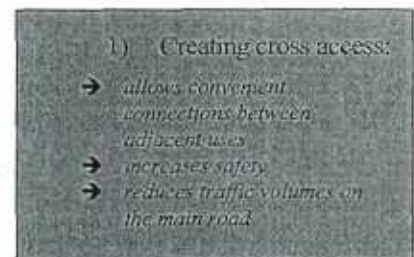 1) Creating cross access:
→ allows convenient
connections between
adjacent uses
→ increases safety
→ reduces traffic volumes on
the main road